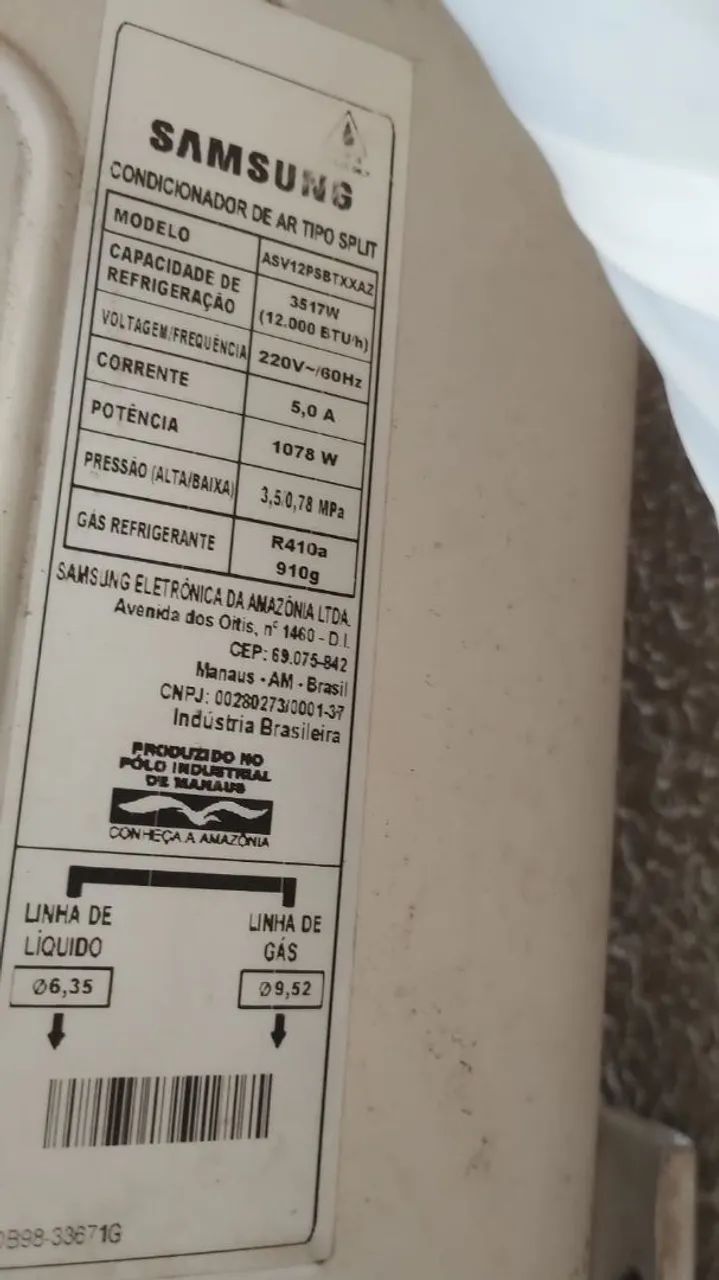 SAMSUNG
CONDICIONADOR DE AR TIPO SPLIT
MODELO ASV12PSBTXXAZ
CAPACIDADE DE REFRIGERAÇÃO 3517W (12.000 BTU/h)
VOLTAGEM/FREQUÊNCIA 220V~/60Hz
CORRENTE 5,0 A
POTÊNCIA 1078 W
PRESSÃO (ALTA/BAIXA) 3,5/0,78 MPa
GÁS REFRIGERANTE R410a 910g
SAMSUNG ELETRÔNICA DA AMAZÔNIA LTDA.
Avenida dos Oitis, nº 1460 - D.I.
CEP: 69.075-842
Manaus - AM - Brasil
CNPJ: 00280273/0001-37
Indústria Brasileira
PRODUZIDO NO
PÓLO INDUSTRIAL
DE MANAUS
CONHEÇA A AMAZÔNIA
LINHA DE LÍQUIDO
LINHA DE GÁS
Ø6,35
Ø9,52
DB98-33671G